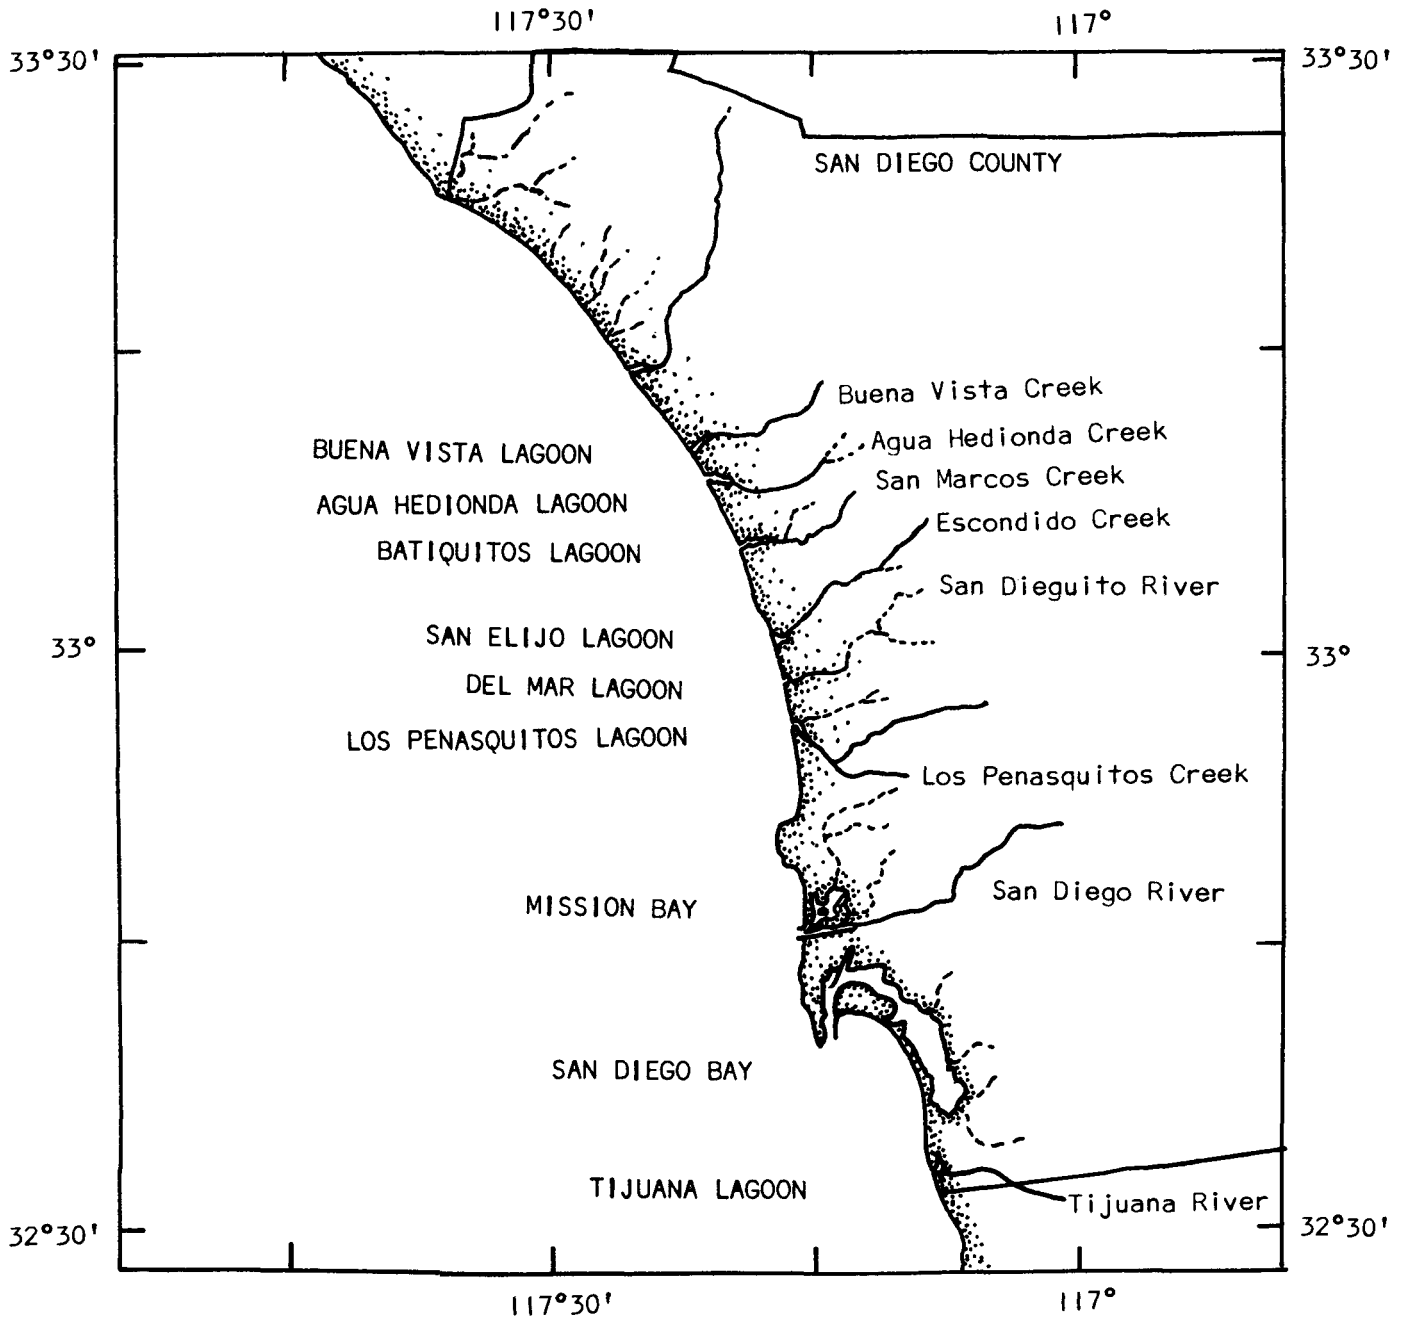 117°30'
117°
33°30'
33°30'
SAN DIEGO COUNTY
Buena Vista Creek
Agua Hedionda Creek
BUENA VISTA LAGOON
San Marcos Creek
AGUA HEDIONDA LAGOON
Escondido Creek
BATIQUITOS LAGOON
San Dieguito River
SAN ELIJO LAGOON
33°
33°
DEL MAR LAGOON
LOS PENASQUITOS LAGOON
Los Penasquitos Creek
San Diego River
MISSION BAY
SAN DIEGO BAY
TIJUANA LAGOON
Tijuana River
32°30'
32°30'
117°30'
117°